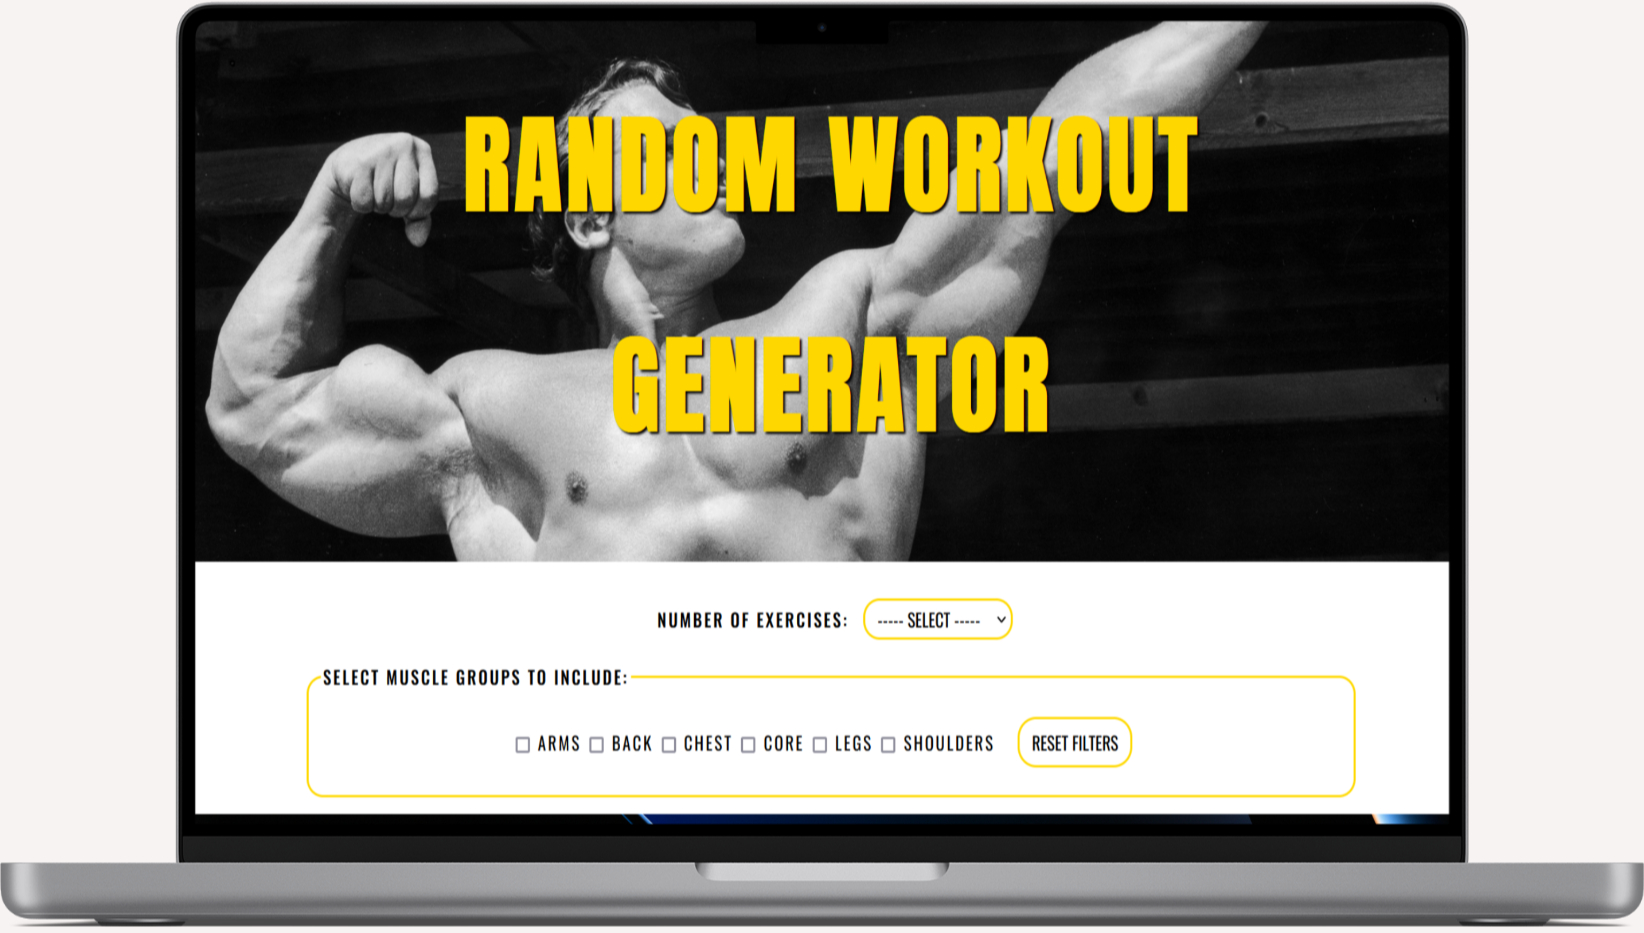 RANDOM WORKOUT
GENERATOR
NUMBER OF EXERCISES: ----- SELECT -----
SELECT MUSCLE GROUPS TO INCLUDE:
ARMS BACK CHEST CORE LEGS SHOULDERS RESET FILTERS